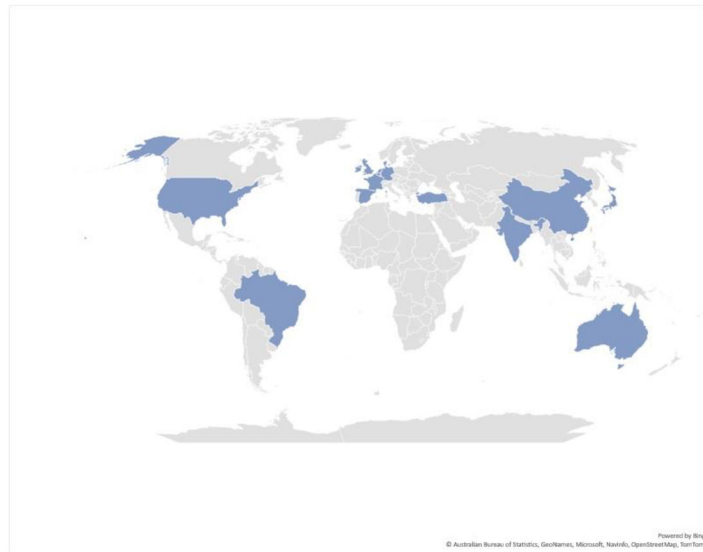 Powered by Bing
© Australian Bureau of Statistics, GeoNames, Microsoft, Navinfo, OpenStreetMap, TomTom